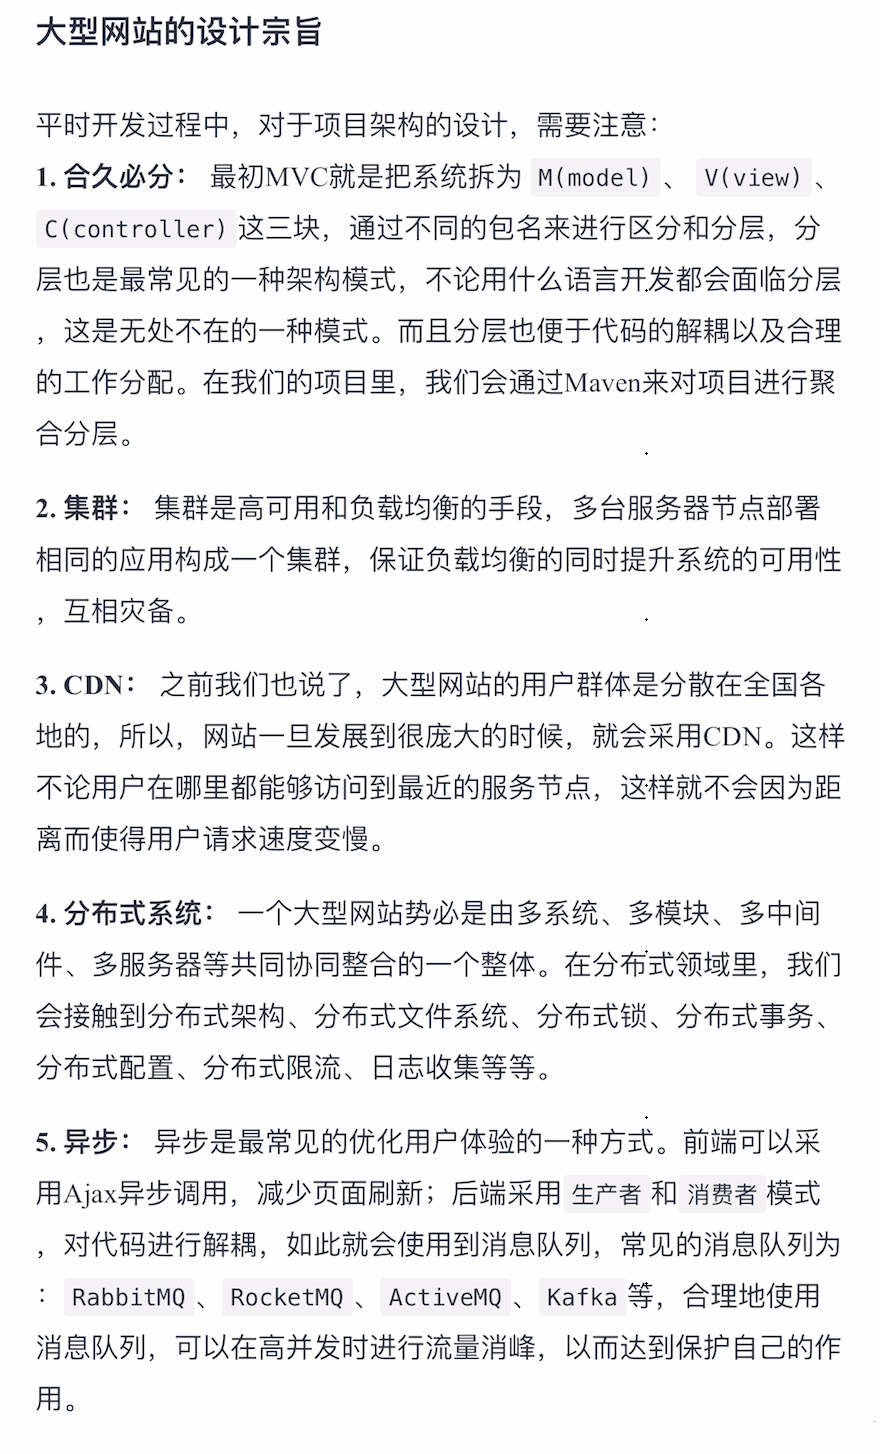 大型网站的设计宗旨
平时开发过程中，对于项目架构的设计，需要注意：
1. 合久必分： 最初MVC就是把系统拆为 M(model) 、 V(view) 、
C(controller) 这三块，通过不同的包名来进行区分和分层，分
层也是最常见的一种架构模式，不论用什么语言开发都会面临分层
，这是无处不在的一种模式。而且分层也便于代码的解耦以及合理
的工作分配。在我们的项目里，我们会通过Maven来对项目进行聚
合分层。
2. 集群： 集群是高可用和负载均衡的手段，多台服务器节点部署
相同的应用构成一个集群，保证负载均衡的同时提升系统的可用性
，互相灾备。
3. CDN： 之前我们也说了，大型网站的用户群体是分散在全国各
地的，所以，网站一旦发展到很庞大的时候，就会采用CDN。这样
不论用户在哪里都能够访问到最近的服务节点，这样就不会因为距
离而使得用户请求速度变慢。
4. 分布式系统： 一个大型网站势必是由多系统、多模块、多中间
件、多服务器等共同协同整合的一个整体。在分布式领域里，我们
会接触到分布式架构、分布式文件系统、分布式锁、分布式事务、
分布式配置、分布式限流、日志收集等等。
5. 异步： 异步是最常见的优化用户体验的一种方式。前端可以采
用Ajax异步调用，减少页面刷新；后端采用 生产者 和 消费者 模式
，对代码进行解耦，如此就会使用到消息队列，常见的消息队列为
： RabbitMQ 、 RocketMQ 、 ActiveMQ 、 Kafka 等，合理地使用
消息队列，可以在高并发时进行流量消峰，以而达到保护自己的作
用。